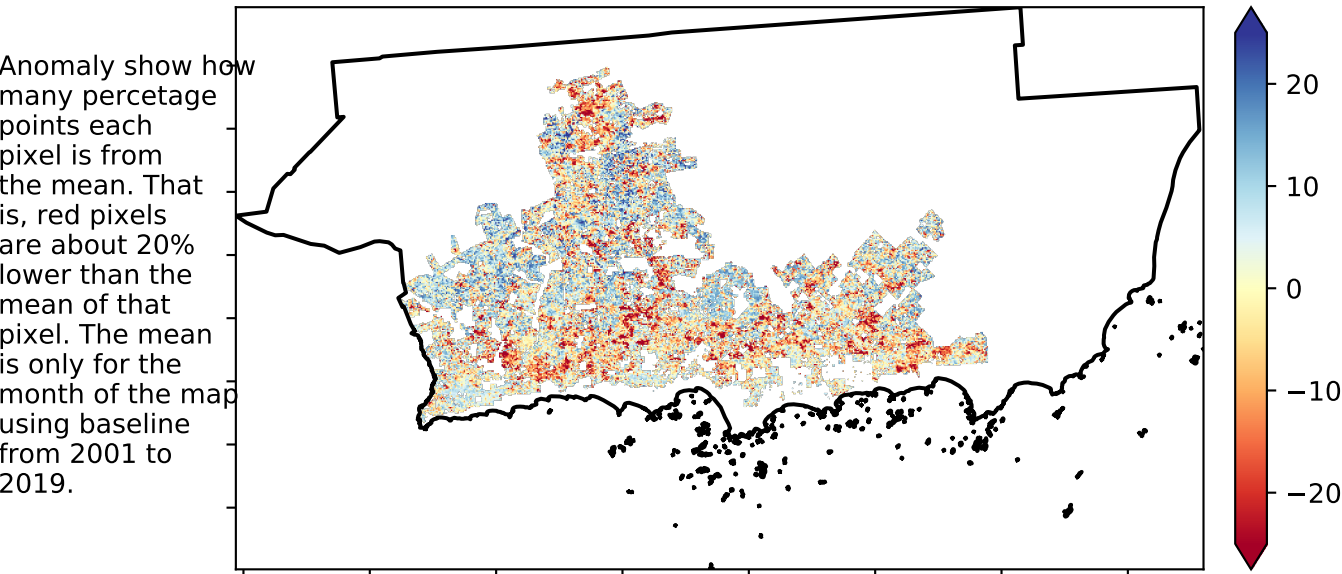 Anomaly show how
many percetage
points each
pixel is from
the mean. That
is, red pixels
are about 20%
lower than the
mean of that
pixel. The mean
is only for the
month of the map
using baseline
from 2001 to
2019.
20
10
0
−10
−20